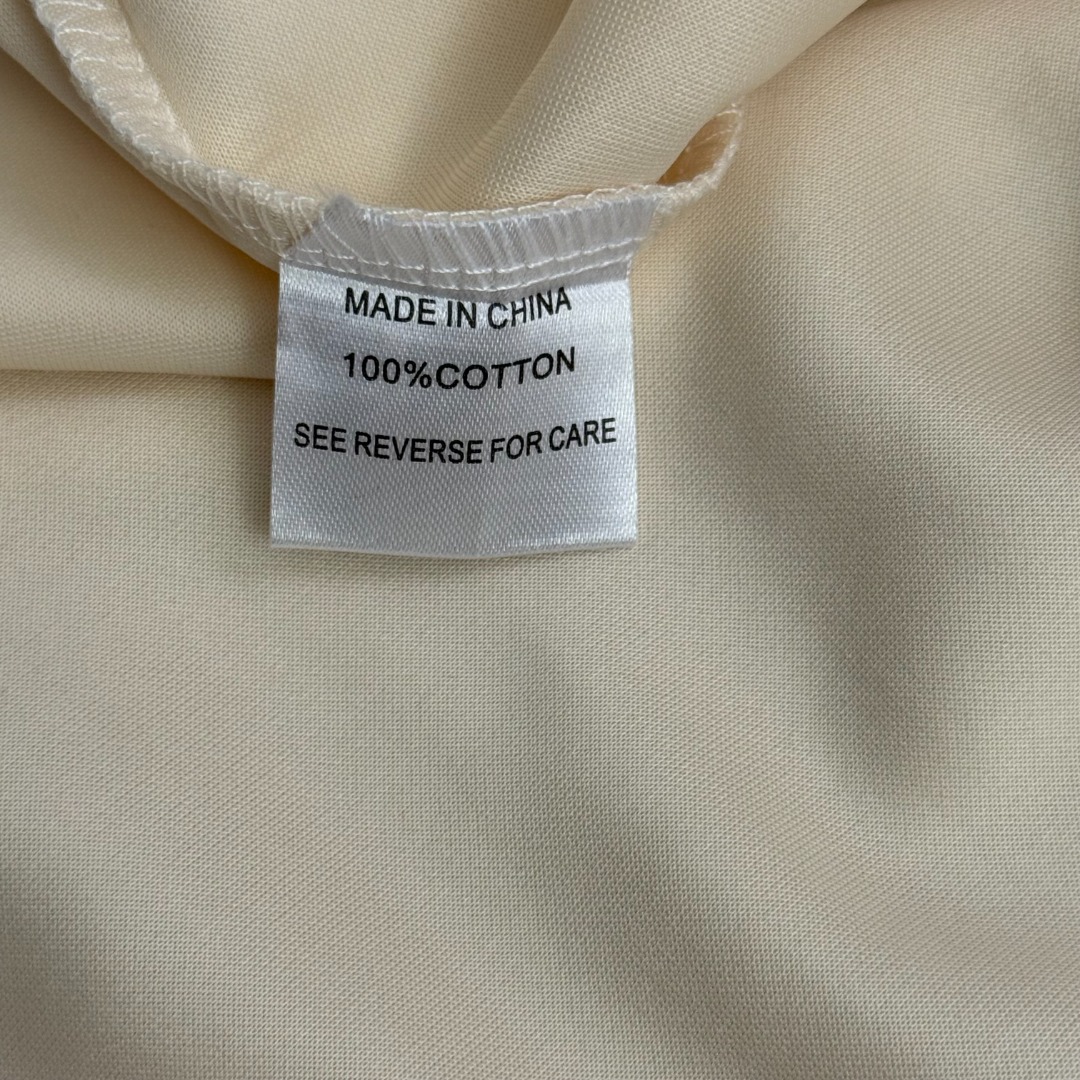 MADE IN CHINA
100%COTTON
SEE REVERSE FOR CARE